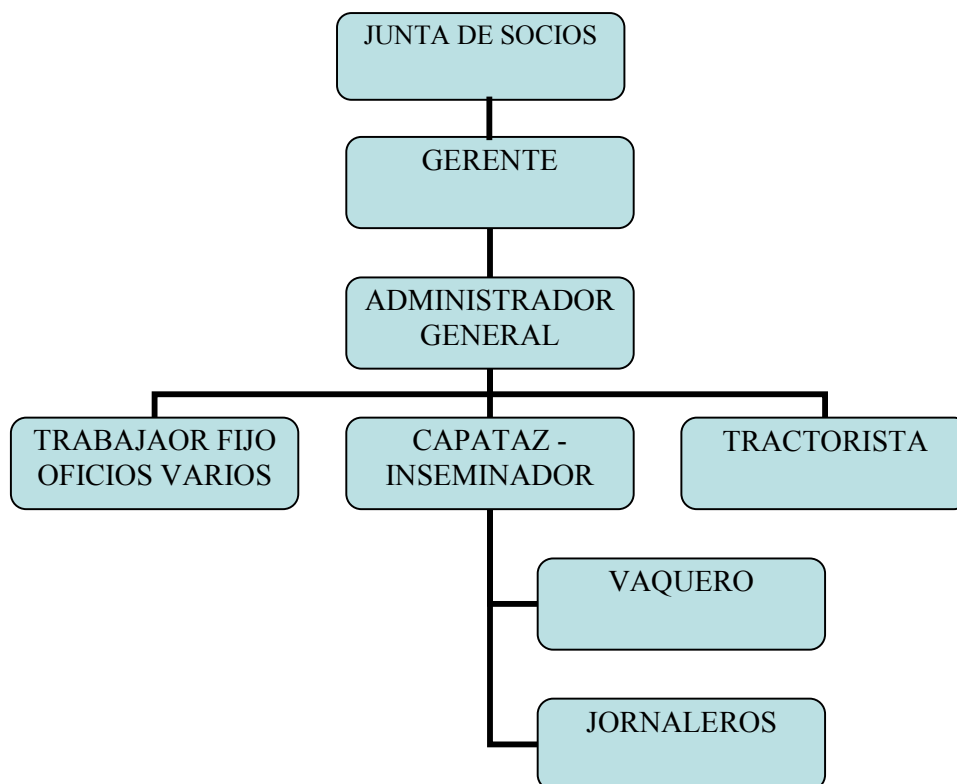 JUNTA DE SOCIOS
GERENTE
ADMINISTRADOR
GENERAL
TRABAJAOR FIJO
OFICIOS VARIOS
CAPATAZ -
INSEMINADOR
TRACTORISTA
VAQUERO
JORNALEROS